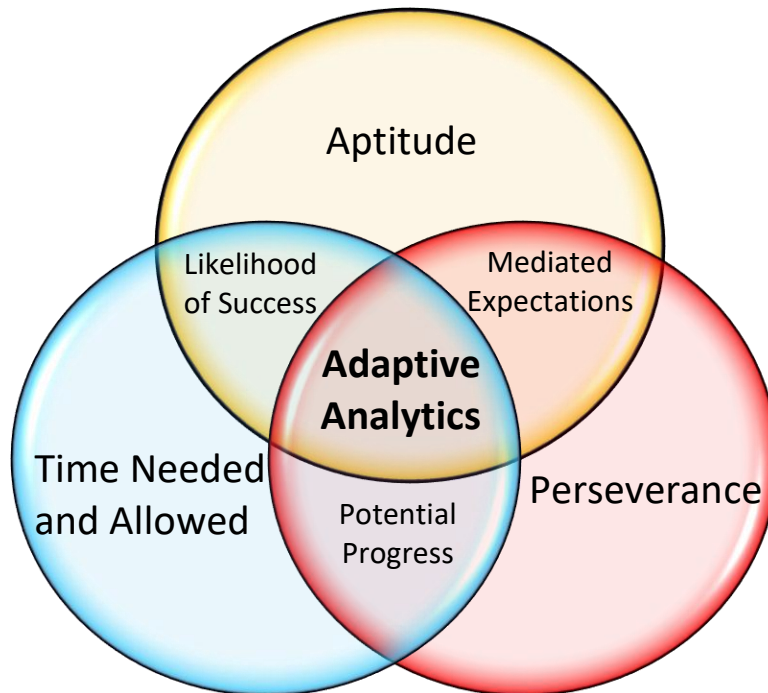 Aptitude
Likelihood
of Success
Mediated
Expectations
Adaptive
Analytics
Time Needed
and Allowed
Perseverance
Potential
Progress